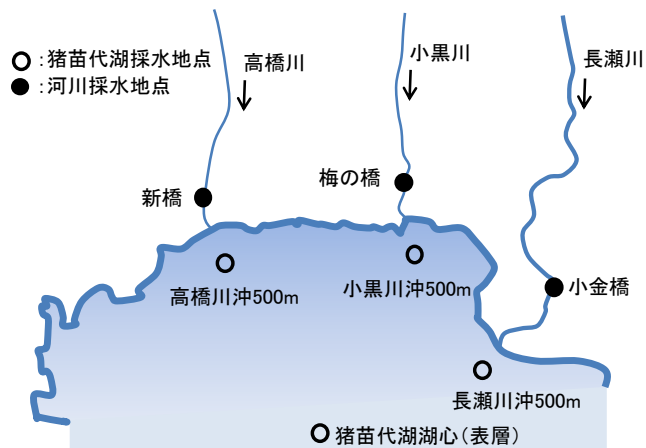 :猪苗代湖採水地点
:河川採水地点
高橋川
小黒川
長瀬川
新橋
梅の橋
小金橋
高橋川沖500m
小黒川沖500m
長瀬川沖500m
猪苗代湖湖心(表層)